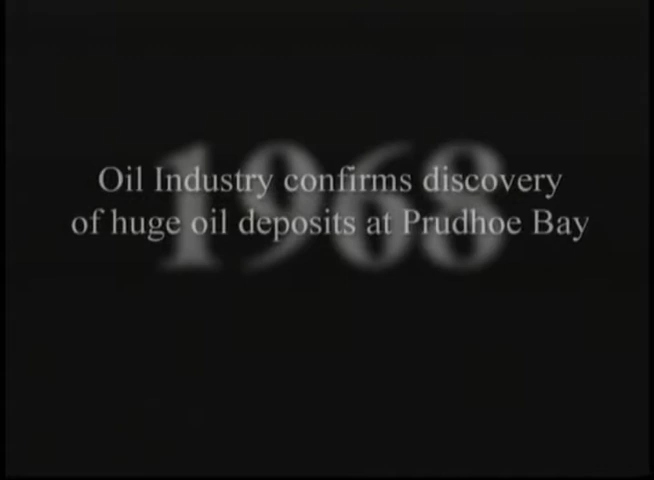 1968
Oil Industry confirms discovery
of huge oil deposits at Prudhoe Bay